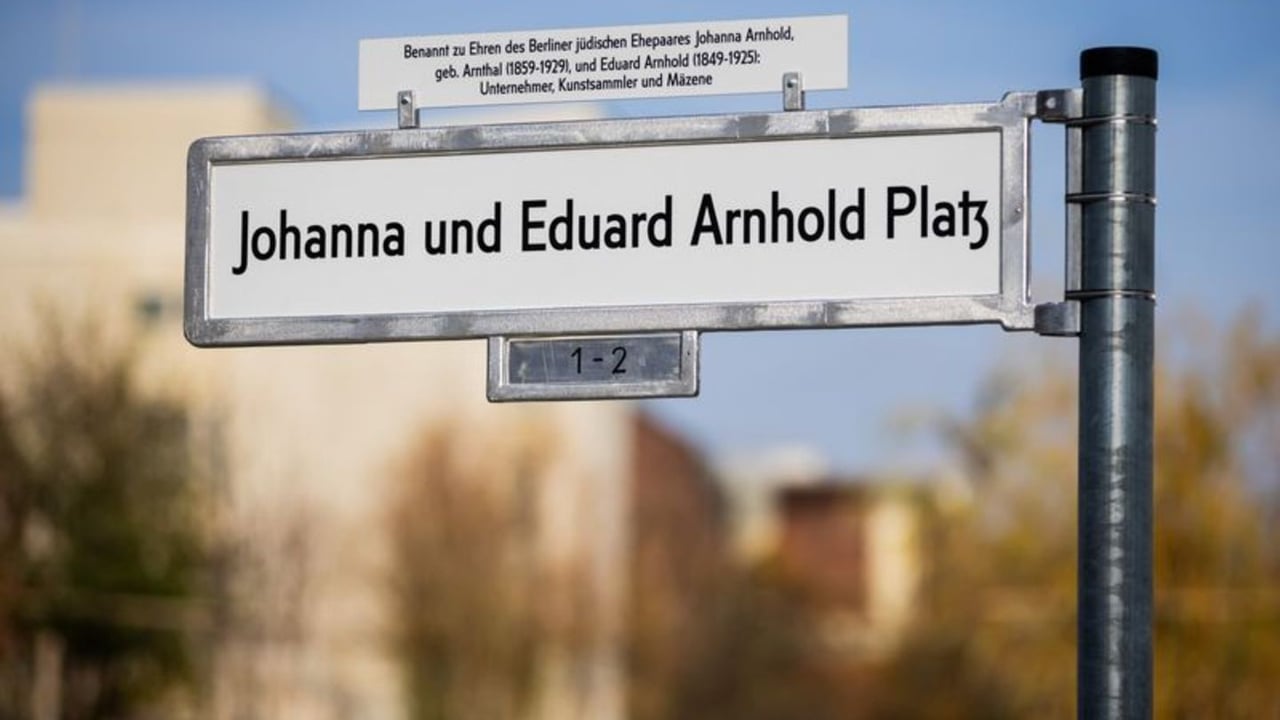 Benannt zu Ehren des Berliner jüdischen Ehepaares Johanna Arnhold,
geb. Arnthal (1859-1929), und Eduard Arnhold (1849-1925):
Unternehmer, Kunstsammler und Mäzene
Johanna und Eduard Arnhold Platz
1 - 2